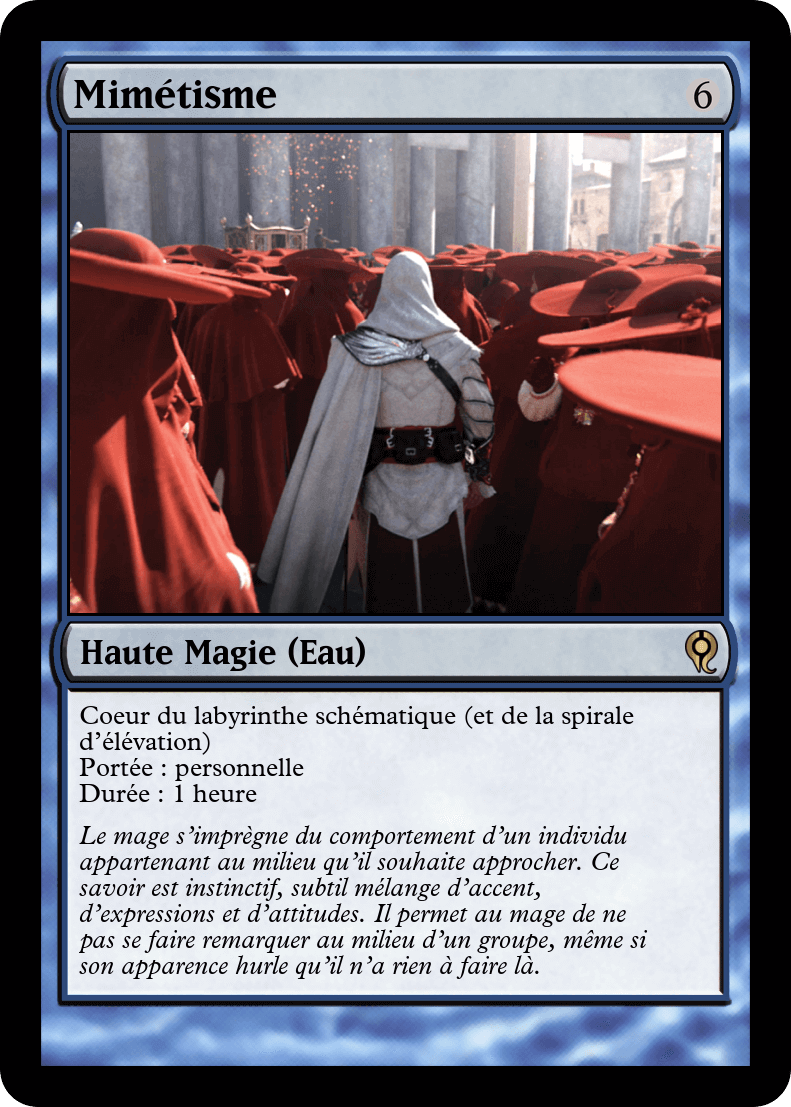 Mimétisme 6
Haute Magie (Eau)
Coeur du labyrinthe schématique (et de la spirale
d'élévation)
Portée : personnelle
Durée : 1 heure
Le mage s'imprègne du comportement d'un individu
appartenant au milieu qu'il souhaite approcher. Ce
savoir est instinctif, subtil mélange d'accent,
d'expressions et d'attitudes. Il permet au mage de ne
pas se faire remarquer au milieu d'un groupe, même si
son apparence hurle qu'il n'a rien à faire là.